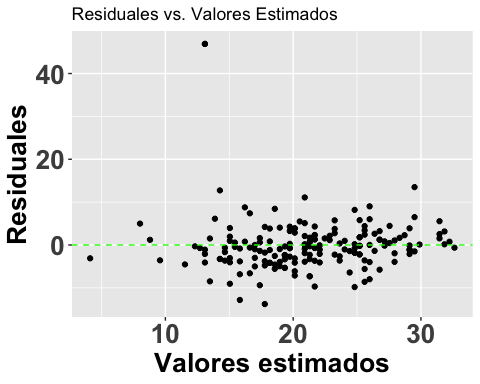 Residuales vs. Valores Estimados
40
20
0
Residuales
10 20 30
Valores estimados